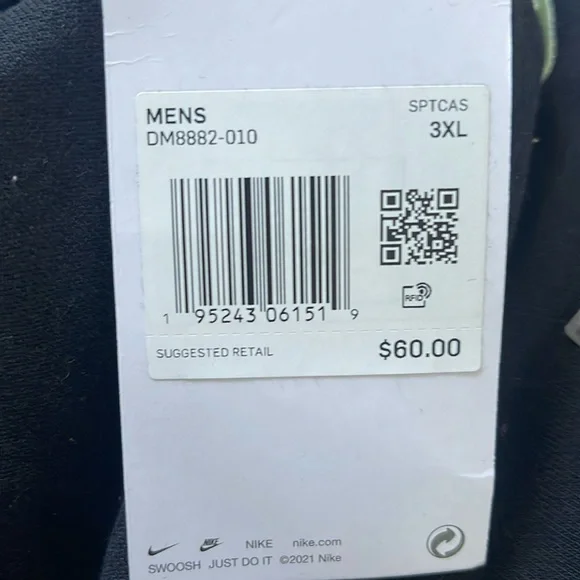 MENS
SPTCAS
DM8882-010
3XL
1 95243 06151 9
RFID
SUGGESTED RETAIL $60.00
NIKE NIKE nike.com
SWOOSH JUST DO IT ©2021 Nike